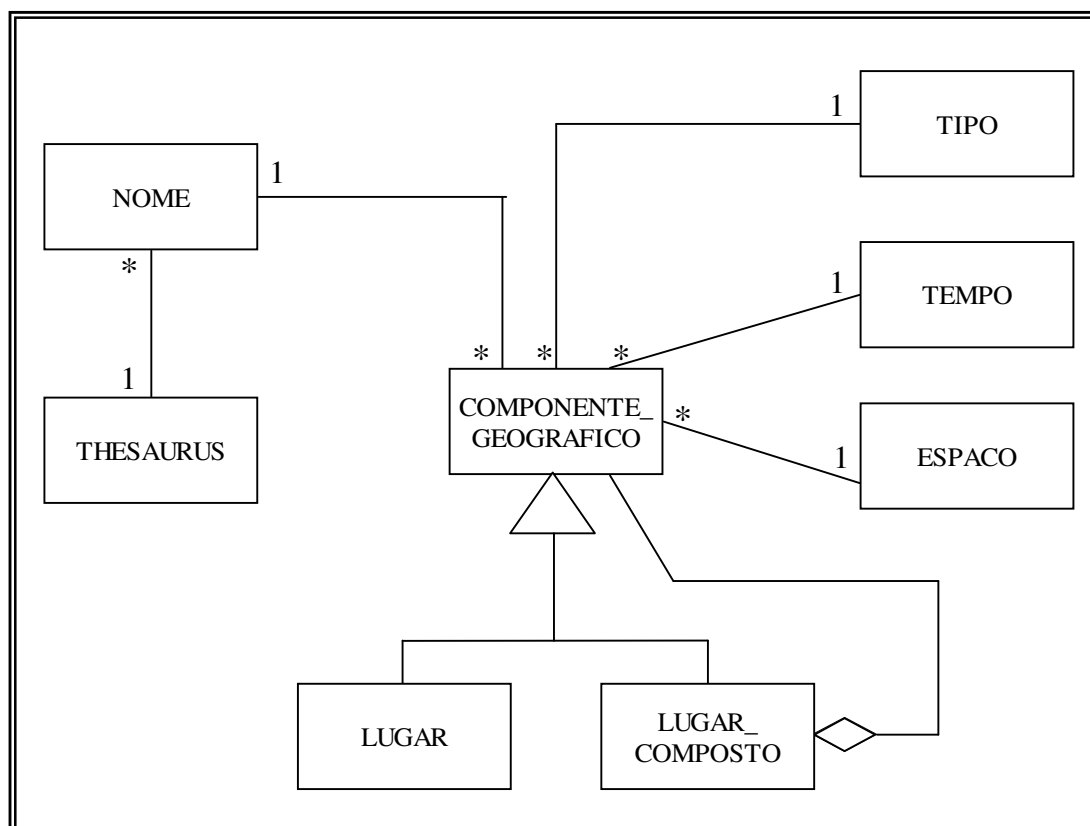 1
TIPO
1
NOME
*
1
TEMPO
1
THESAURUS
*
*
*
COMPONENTE_
GEOGRAFICO
*
1
ESPACO
LUGAR
LUGAR_
COMPOSTO